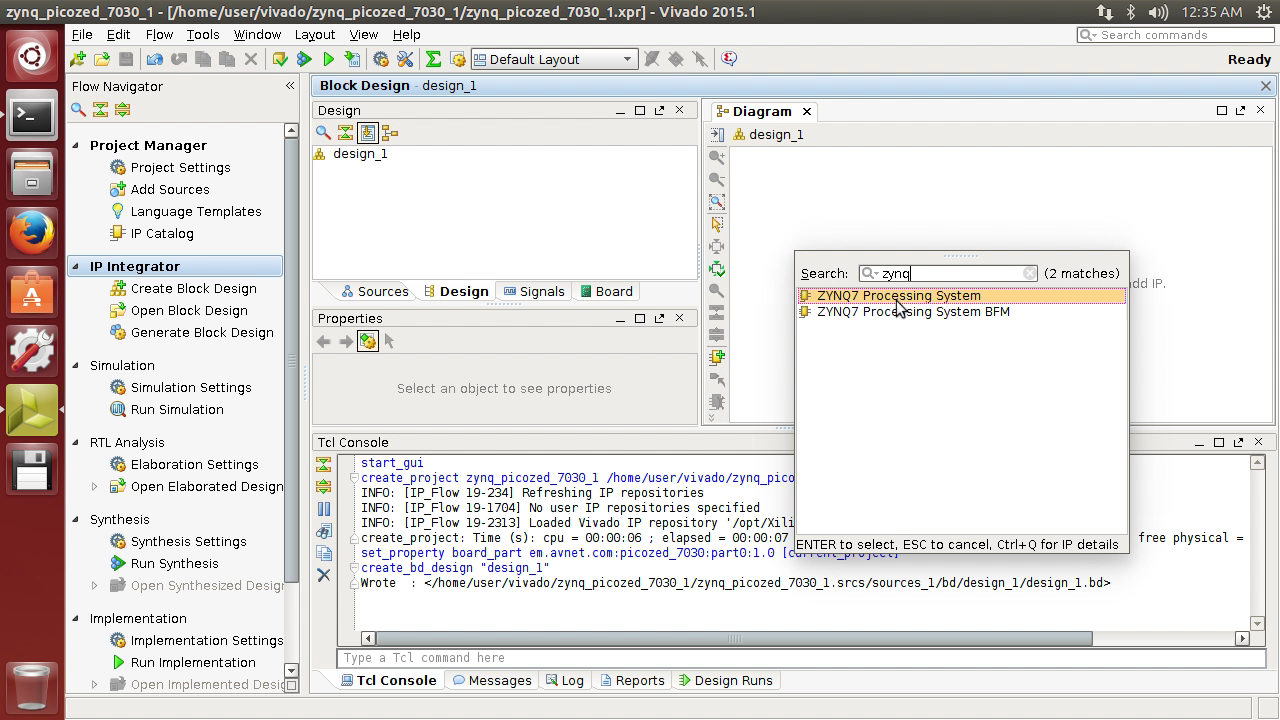 zynq_picozed_7030_1 - [/home/user/vivado/zynq_picozed_7030_1/zynq_picozed_7030_1.xpr] - Vivado 2015.1
12:35 AM
File Edit Flow Tools Window Layout View Help
Search commands
Default Layout
Ready
Flow Navigator
Project Manager
Project Settings
Add Sources
Language Templates
IP Catalog
IP Integrator
Create Block Design
Open Block Design
Generate Block Design
Simulation
Simulation Settings
Run Simulation
RTL Analysis
Elaboration Settings
Open Elaborated Design
Synthesis
Synthesis Settings
Run Synthesis
Open Synthesized Design
Implementation
Implementation Settings
Run Implementation
Open Implemented
Block Design - design_1
Design
design_1
Sources Design Signals Board
Properties
Select an object to see properties
Diagram
design_1
add IP.
Search: zynq (2 matches)
ZYNQ7 Processing System
ZYNQ7 Processing System BFM
ENTER to select, ESC to cancel, Ctrl+Q for IP details
Tcl Console
start_gui
create_project zynq_picozed_7030_1 /home/user/vivado/zynq_pico
INFO: [IP_Flow 19-234] Refreshing IP repositories
INFO: [IP_Flow 19-1704] No user IP repositories specified
INFO: [IP_Flow 19-2313] Loaded Vivado IP repository '/opt/Xili
create_project: Time (s): cpu = 00:00:06 ; elapsed = 00:00:07 free physical =
set_property board_part em.avnet.com:picozed_7030:part0:1.0 [current_project]
create_bd_design "design_1"
Wrote : </home/user/vivado/zynq_picozed_7030_1/zynq_picozed_7030_1.srcs/sources_1/bd/design_1/design_1.bd>
Type a Tcl command here
Tcl Console Messages Log Reports Design Runs